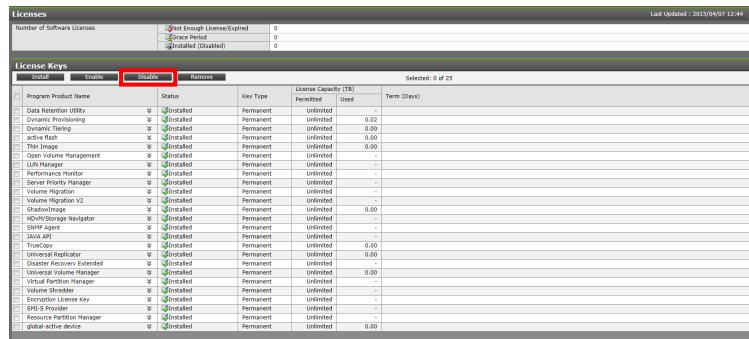 Licenses Last Updated : 2015/04/07 12:44
Number of Software Licenses Not Enough License/Expired 0
Grace Period 0
Installed (Disabled) 0
License Keys
Install Enable Disable Remove Selected: 0 of 25
Program Product Name Status Key Type License Capacity (TB) Term (Days)
Permitted Used
Data Retention Utility Installed Permanent Unlimited -
Dynamic Provisioning Installed Permanent Unlimited 0.02
Dynamic Tiering Installed Permanent Unlimited 0.00
active flash Installed Permanent Unlimited 0.00
Thin Image Installed Permanent Unlimited 0.00
Open Volume Management Installed Permanent Unlimited -
LUN Manager Installed Permanent Unlimited -
Performance Monitor Installed Permanent Unlimited -
Server Priority Manager Installed Permanent Unlimited -
Volume Migration Installed Permanent Unlimited -
Volume Migration V2 Installed Permanent Unlimited -
ShadowImage Installed Permanent Unlimited 0.00
HDvM/Storage Navigator Installed Permanent Unlimited -
SNMP Agent Installed Permanent Unlimited -
JAVA API Installed Permanent Unlimited -
TrueCopy Installed Permanent Unlimited 0.00
Universal Replicator Installed Permanent Unlimited 0.00
Disaster Recovery Extended Installed Permanent Unlimited -
Universal Volume Manager Installed Permanent Unlimited 0.00
Virtual Partition Manager Installed Permanent Unlimited -
Volume Shredder Installed Permanent Unlimited -
Encryption License Key Installed Permanent Unlimited -
SMI-S Provider Installed Permanent Unlimited -
Resource Partition Manager Installed Permanent Unlimited -
global-active device Installed Permanent Unlimited 0.00